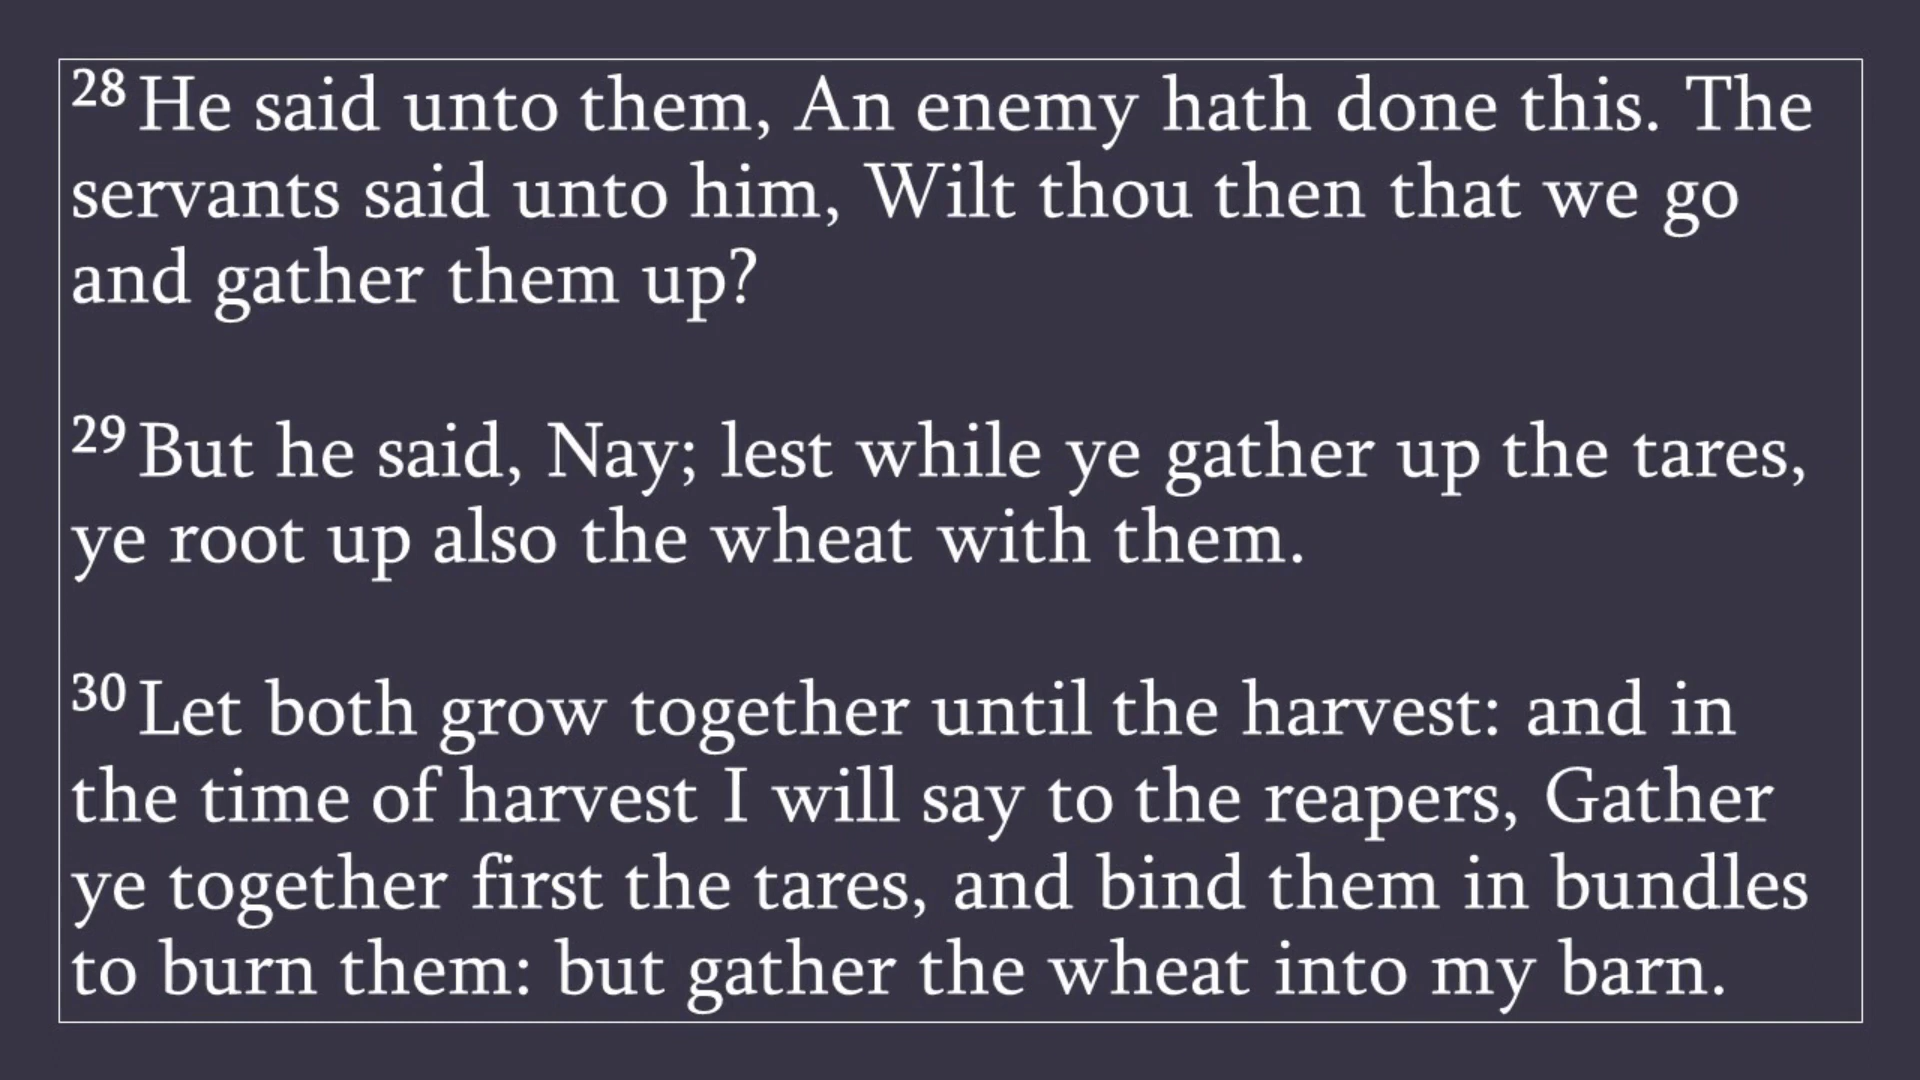 28 He said unto them, An enemy hath done this. The
servants said unto him, Wilt thou then that we go
and gather them up?
29 But he said, Nay; lest while ye gather up the tares,
ye root up also the wheat with them.
30 Let both grow together until the harvest: and in
the time of harvest I will say to the reapers, Gather
ye together first the tares, and bind them in bundles
to burn them: but gather the wheat into my barn.